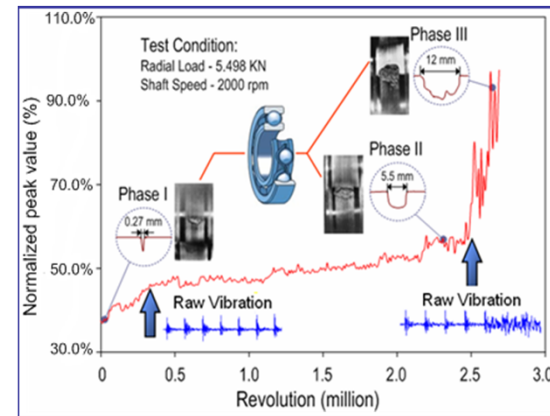 Test Condition:
Radial Load - 5.498 KN
Shaft Speed - 2000 rpm
Phase III
12 mm
Phase II
5.5 mm
Phase I
0.27 mm
Raw Vibration
Raw Vibration
Normalized peak value (%)
110.0%
90.0%
70.0%
50.0%
30.0%
0
0.5
1.0
1.5
2.0
2.5
3.0
Revolution (million)